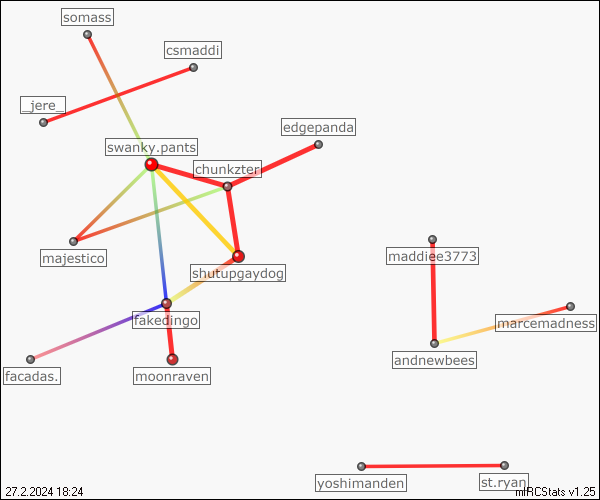 somass
csmaddi
_jere_
edgepanda
swanky.pants
chunkzter
majestico
maddiee3773
shutupgaydog
fakedingo
marcemadness
andnewbees
facadas.
moonraven
yoshimanden
st.ryan
27.2.2024 18:24
mIRCStats v1.25